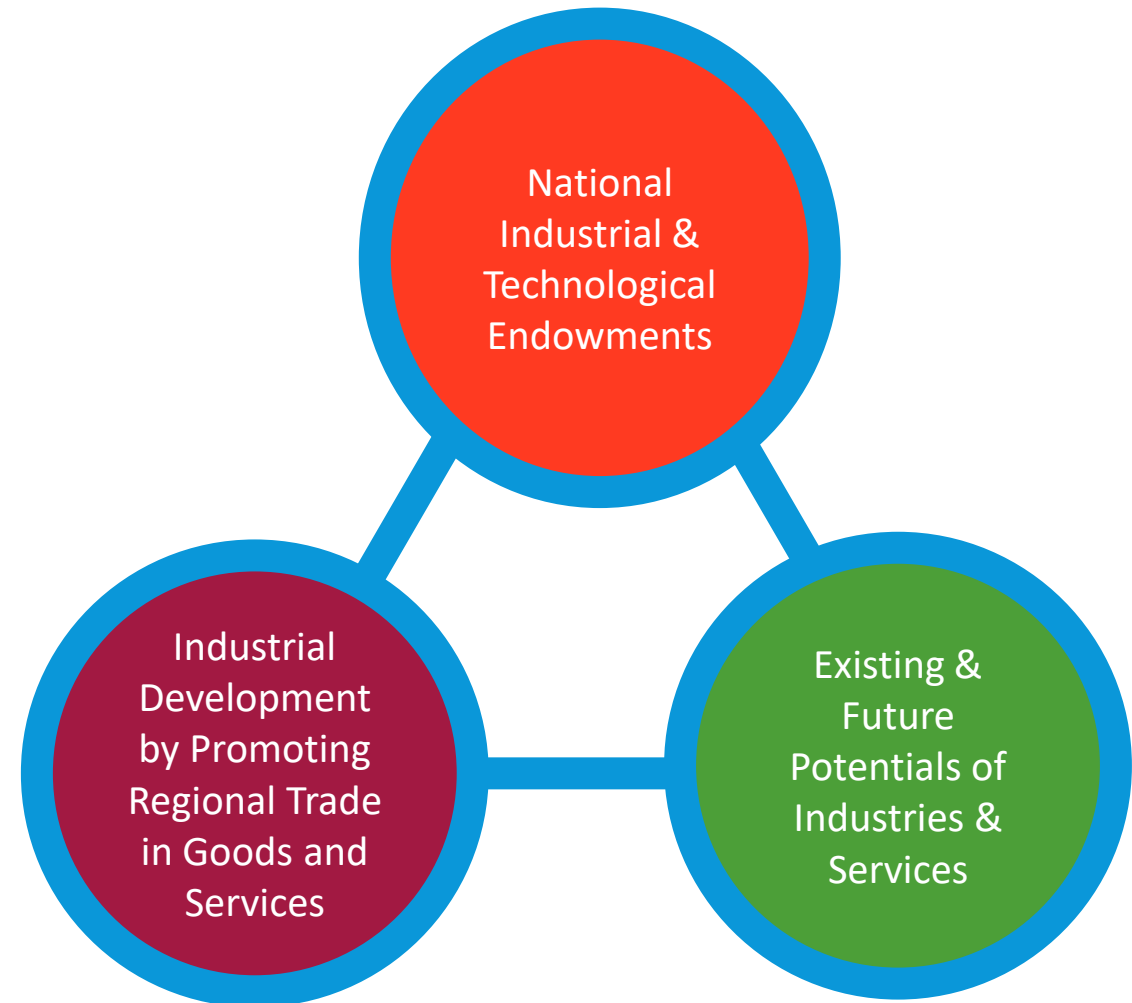 National
Industrial &
Technological
Endowments
Industrial
Development
by Promoting
Regional Trade
in Goods and
Services
Existing &
Future
Potentials of
Industries &
Services